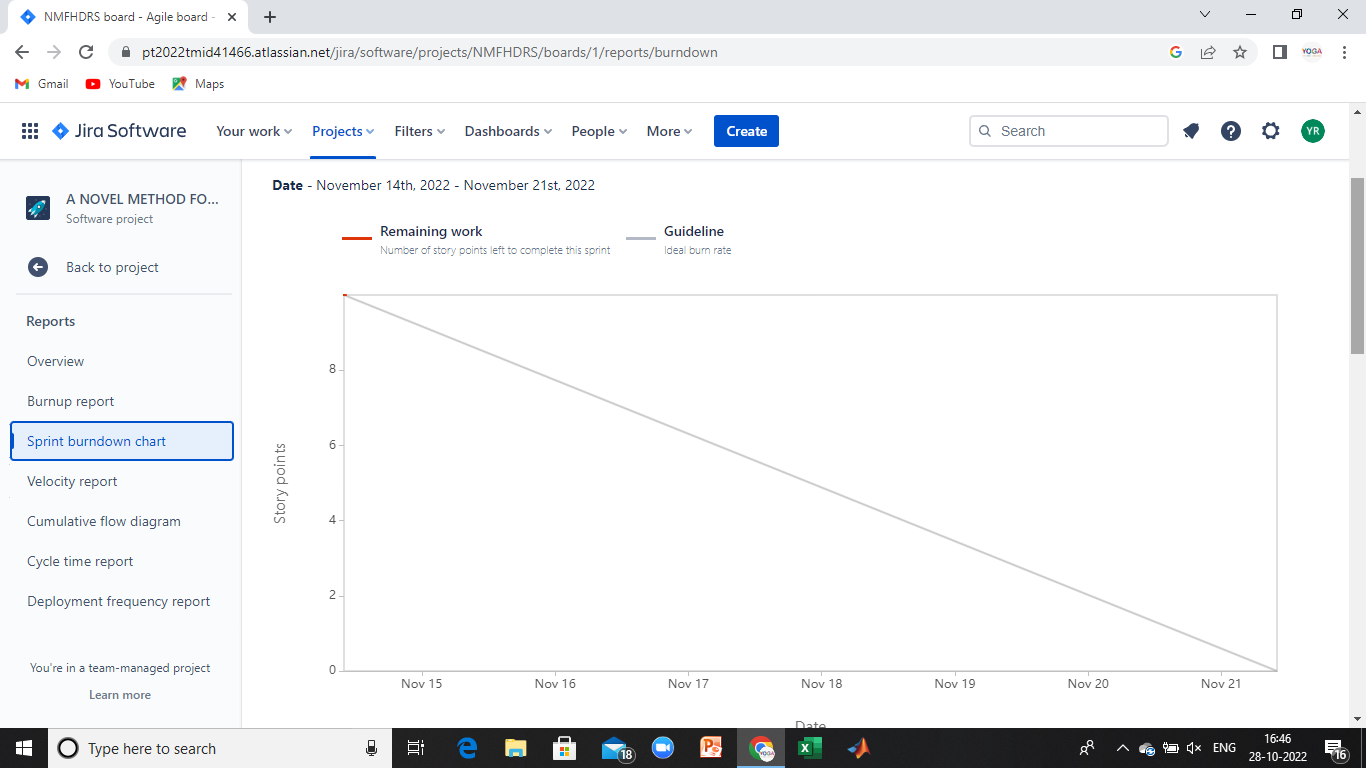 NMFHDRS board - Agile board -
pt2022tmid41466.atlassian.net/jira/software/projects/NMFHDRS/boards/1/reports/burndown
YOGA
Gmail YouTube Maps
Jira Software Your work Projects Filters Dashboards People More Create Search YR
A NOVEL METHOD FO...
Software project
Back to project
Reports
Overview
Burnup report
Sprint burndown chart
Velocity report
Cumulative flow diagram
Cycle time report
Deployment frequency report
You're in a team-managed project
Learn more
Date - November 14th, 2022 - November 21st, 2022
Remaining work
Number of story points left to complete this sprint
Guideline
Ideal burn rate
Story points
8
6
4
2
0
Nov 15 Nov 16 Nov 17 Nov 18 Nov 19 Nov 20 Nov 21
Date
Type here to search
18
YOGA
ENG
16:46
28-10-2022
16